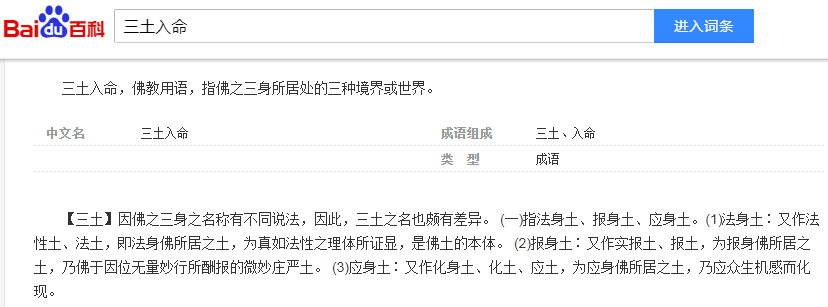 Bai du 百科 三土入命 进入词条
三土入命，佛教用语，指佛之三身所居处的三种境界或世界。
中文名 三土入命 成语组成 三土、入命
类 型 成语
【三土】因佛之三身之名称有不同说法，因此，三土之名也颇有差异。 (一)指法身土、报身土、应身土。(1)法身土：又作法
性土、法土，即法身佛所居之土，为真如法性之理体所证显，是佛土的本体。 (2)报身土：又作实报土、报土，为报身佛所居之
土，乃佛于因位无量妙行所酬报的微妙庄严土。 (3)应身土：又作化身土、化土、应土，为应身佛所居之土，乃应众生机感而化
现。